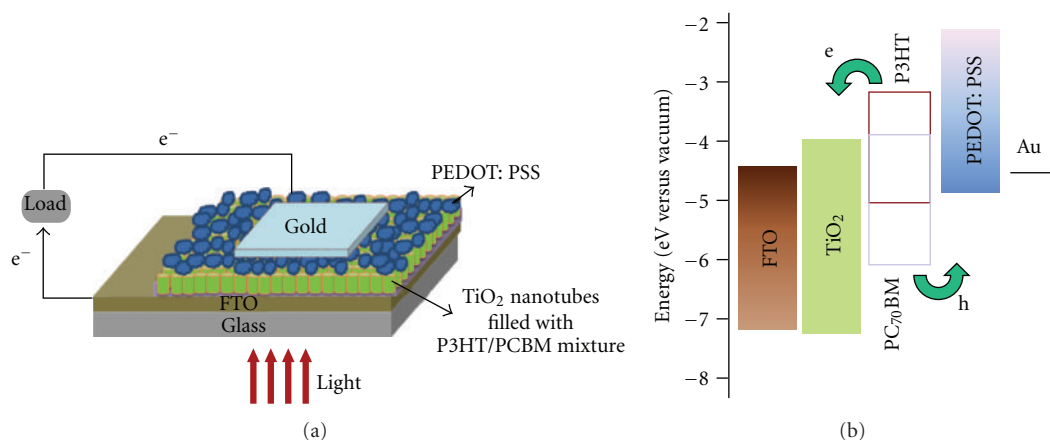 e⁻
Load
e⁻
Gold
PEDOT: PSS
FTO
Glass
TiO₂ nanotubes
filled with
P3HT/PCBM mixture
Light
(a)
Energy (eV versus vacuum)
−2
−3
−4
−5
−6
−7
−8
FTO
TiO₂
e
P3HT
PC₇₀BM
h
PEDOT: PSS
Au
(b)